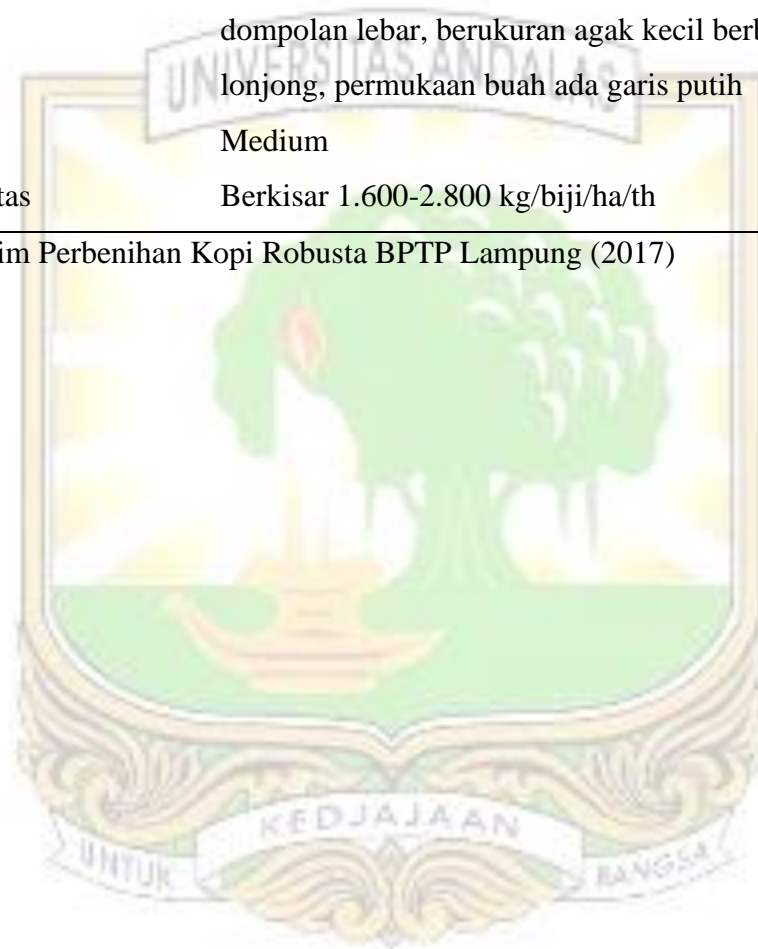 dompolan lebar, berukuran agak kecil berb
UNIVERSITAS ANDALAS
lonjong, permukaan buah ada garis putih
Medium
tas Berkisar 1.600-2.800 kg/biji/ha/th
im Perbenihan Kopi Robusta BPTP Lampung (2017)
KEDJAJAAN
UNTUK BANGSA